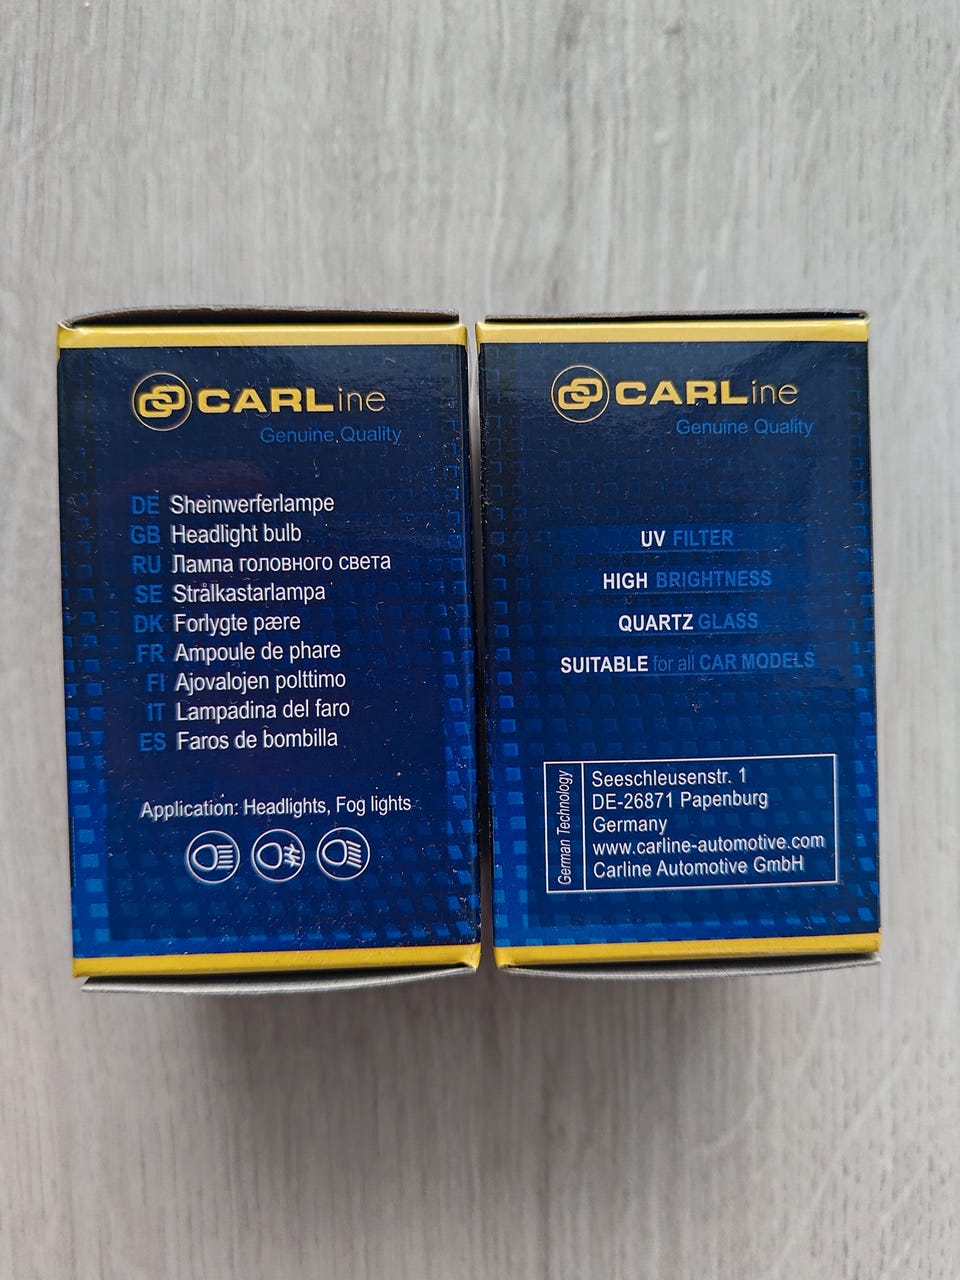 CARLine
Genuine Quality
DE Sheinwerferlampe
GB Headlight bulb
RU Лампа головного света
SE Strålkastarlampa
DK Forlygte pære
FR Ampoule de phare
FI Ajovalojen polttimo
IT Lampadina del faro
ES Faros de bombilla
Application: Headlights, Fog lights
CARLine
Genuine Quality
UV FILTER
HIGH BRIGHTNESS
QUARTZ GLASS
SUITABLE for all CAR MODELS
German Technology
Seeschleusenstr. 1
DE-26871 Papenburg
Germany
www.carline-automotive.com
Carline Automotive GmbH